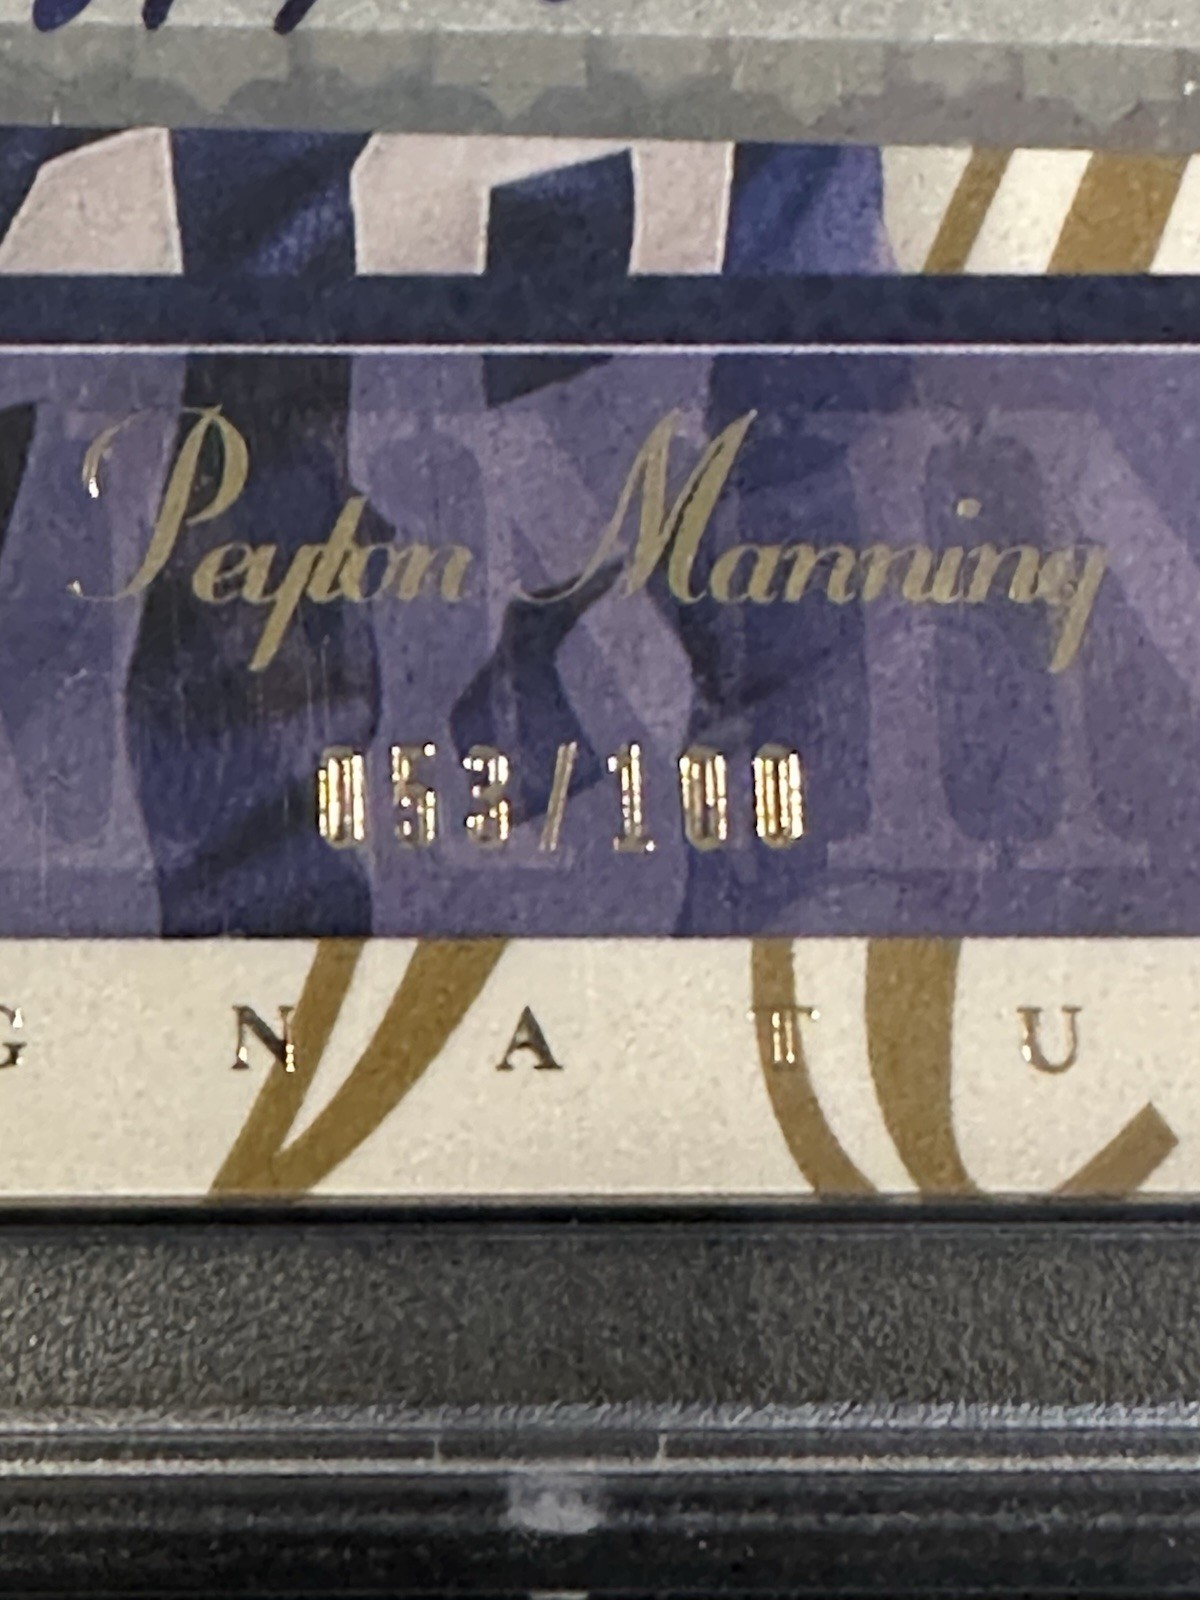 Peyton Manning
053/100
G N A T U